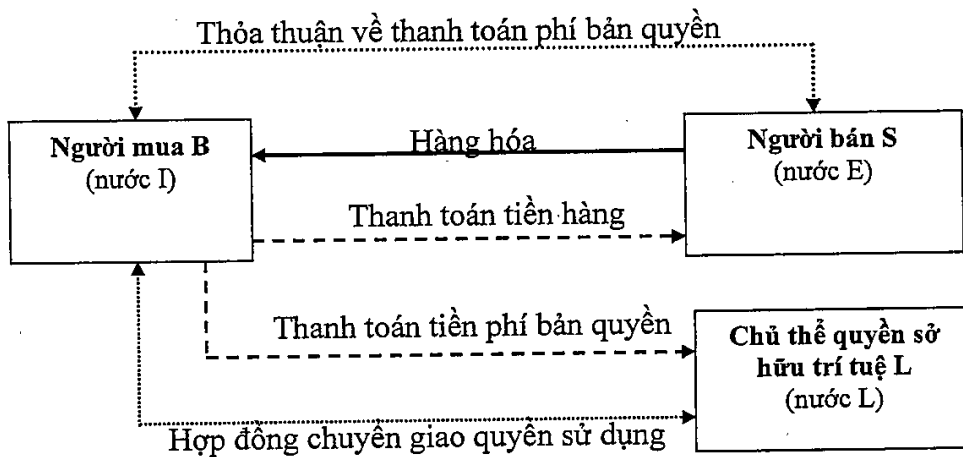 Thỏa thuận về thanh toán phí bản quyền
Người mua B
(nước I)
Hàng hóa
Người bán S
(nước E)
Thanh toán tiền hàng
Thanh toán tiền phí bản quyền
Chủ thể quyền sở
hữu trí tuệ L
(nước L)
Hợp đồng chuyển giao quyền sử dụng